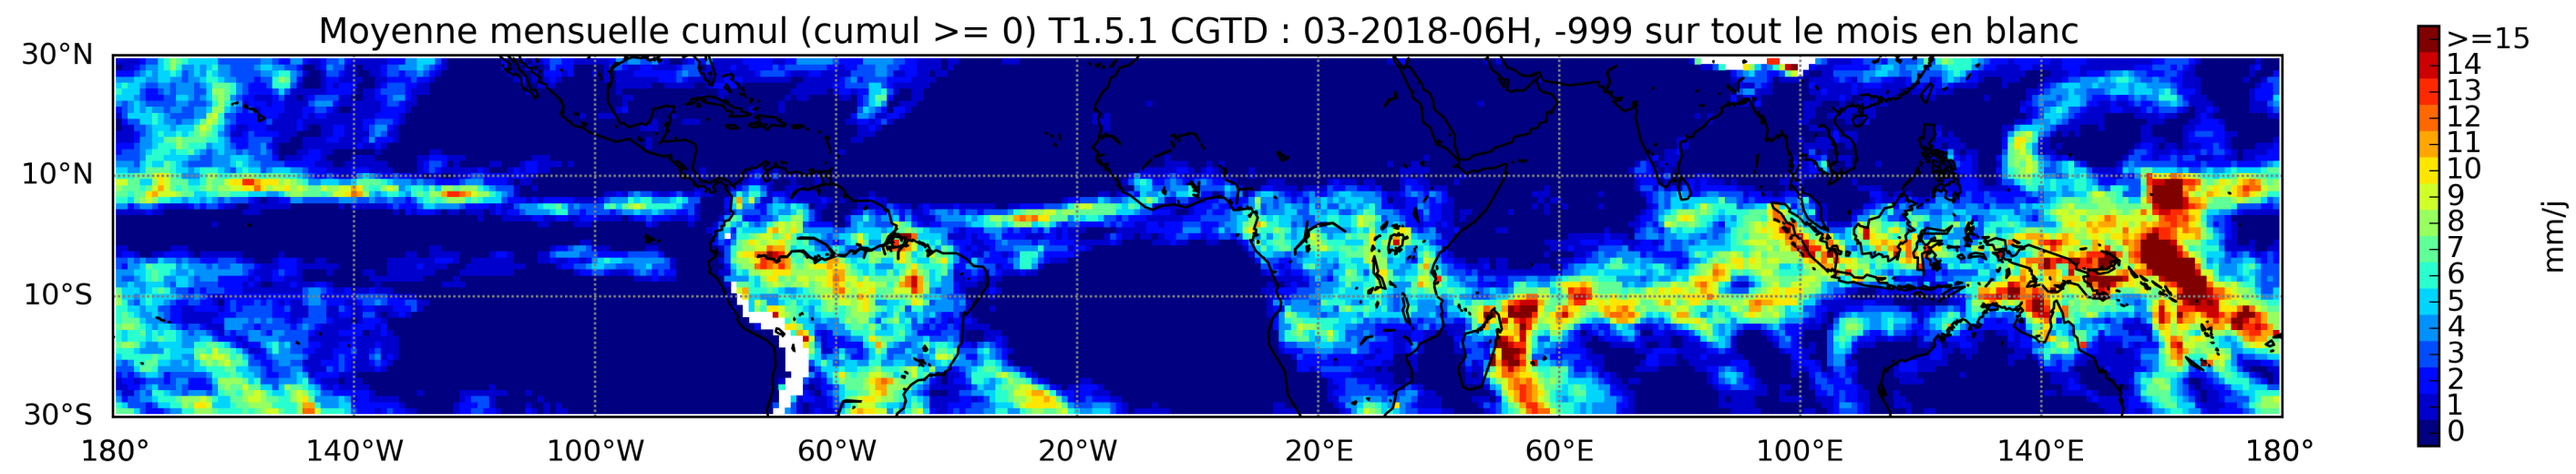 Moyenne mensuelle cumul (cumul >= 0) T1.5.1 CGTD : 03-2018-06H, -999 sur tout le mois en blanc
30°N
10°N
10°S
30°S
180° 140°W 100°W 60°W 20°W 20°E 60°E 100°E 140°E 180°
>=15
14
13
12
11
10
9
8
7
6
5
4
3
2
1
0
mm/j